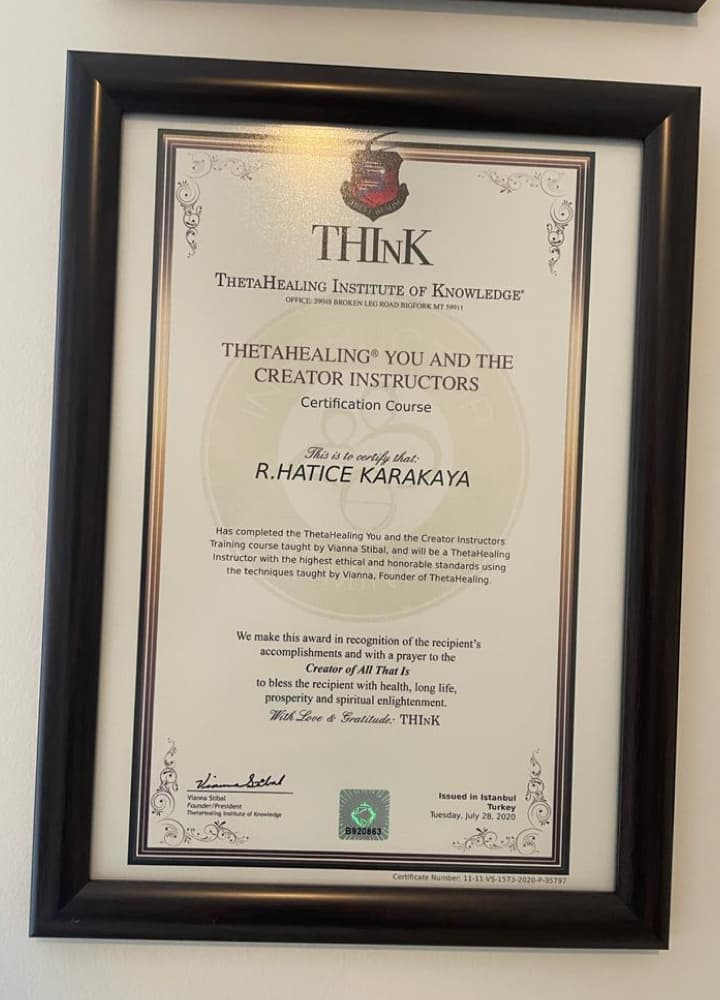 THInK
ThetaHealing Institute of Knowledge®
OFFICE: 29048 BROKEN LEG ROAD BIGFORK MT 59911
THETAHEALING® YOU AND THE
CREATOR INSTRUCTORS
Certification Course
This is to certify that:
R.HATICE KARAKAYA
Has completed the ThetaHealing You and the Creator Instructors
Training course taught by Vianna Stibal, and will be a ThetaHealing
Instructor with the highest ethical and honorable standards using
the techniques taught by Vianna, Founder of ThetaHealing.
We make this award in recognition of the recipient's
accomplishments and with a prayer to the
Creator of All That Is
to bless the recipient with health, long life,
prosperity and spiritual enlightenment.
With Love & Gratitude: THInK
Vianna Stibal
Vianna Stibal
Founder/President
ThetaHealing Institute of Knowledge
B920863
Issued in Istanbul
Turkey
Tuesday, July 28, 2020
Certificate Number: 11-11-VS-1573-2020-P-35797